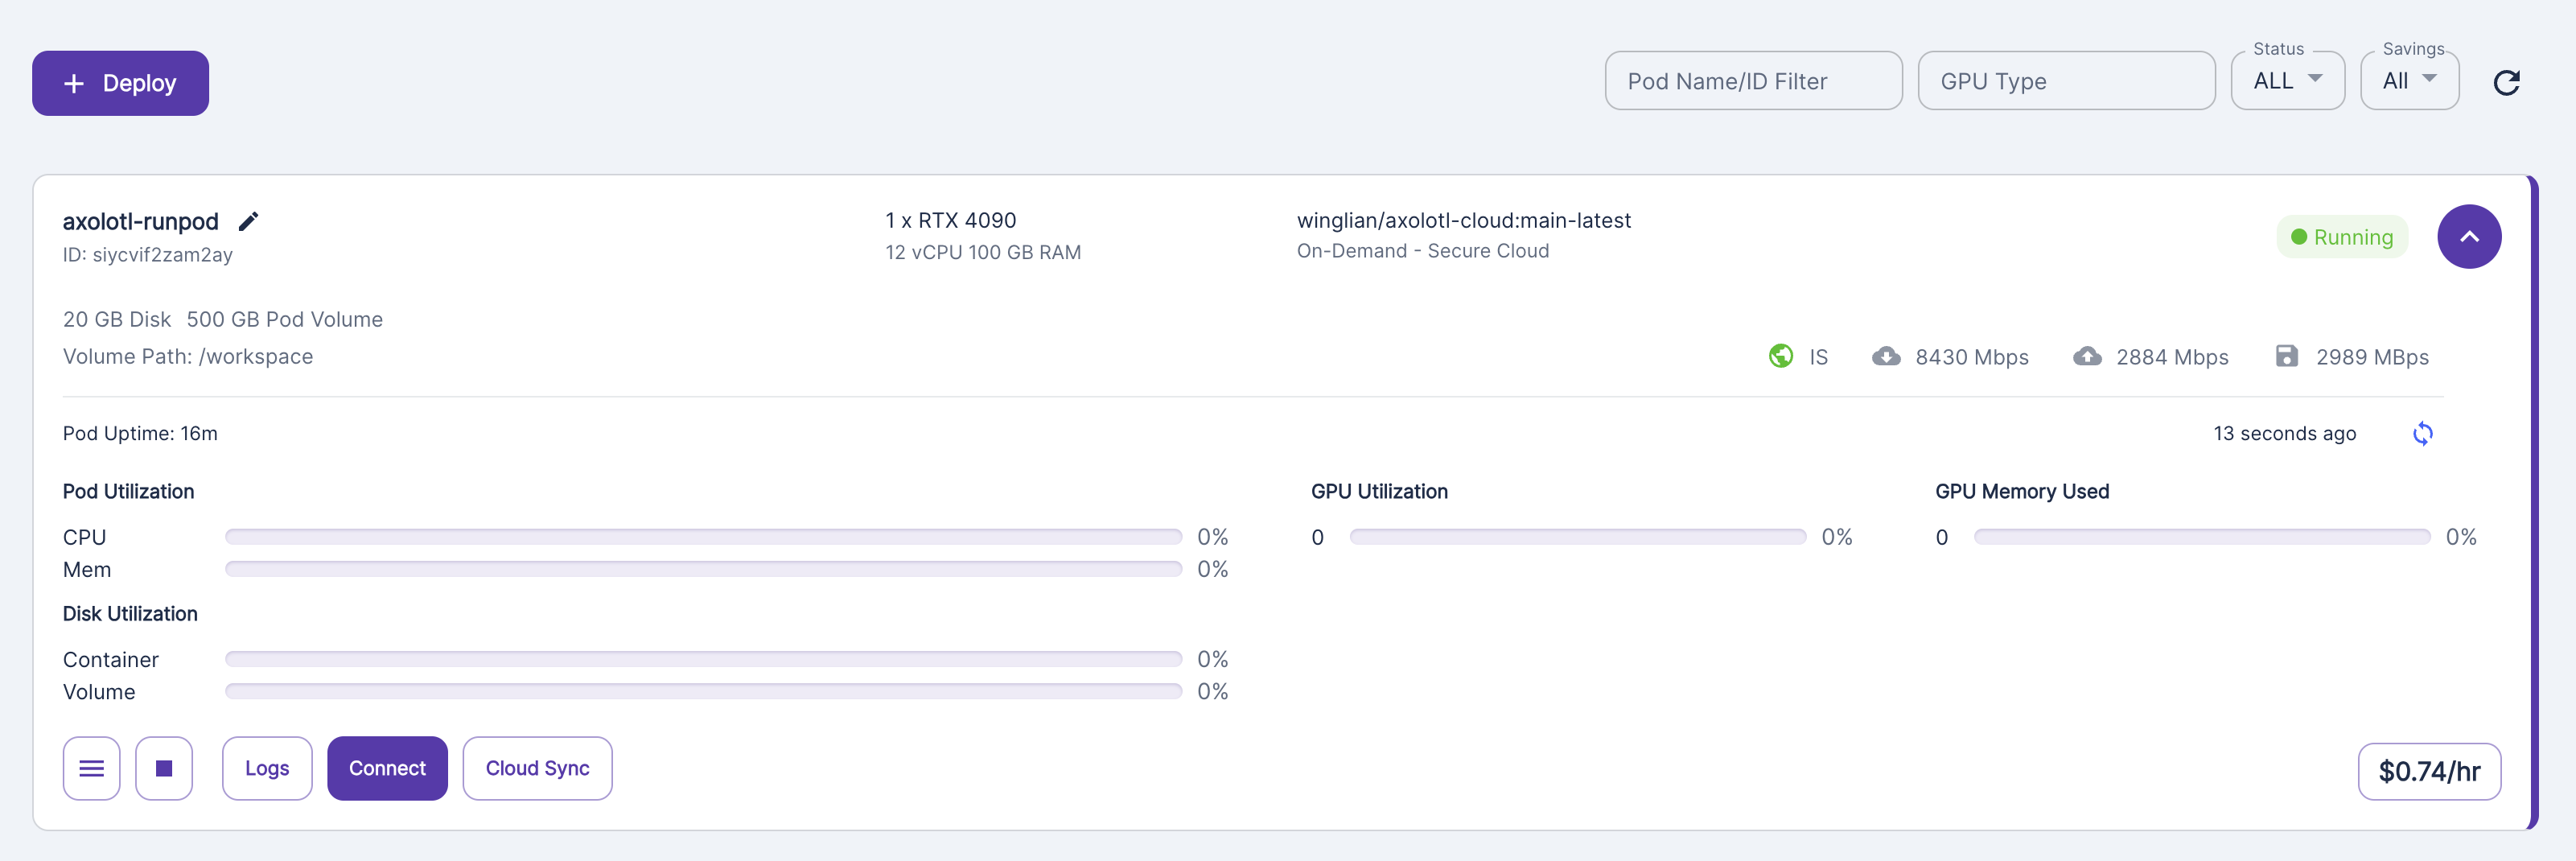 Deploy
Pod Name/ID Filter
GPU Type
Status
ALL
Savings
All
axolotl-runpod
ID: siycvif2zam2ay
1 x RTX 4090
12 vCPU 100 GB RAM
winglian/axolotl-cloud:main-latest
On-Demand - Secure Cloud
Running
20 GB Disk 500 GB Pod Volume
Volume Path: /workspace
IS 8430 Mbps 2884 Mbps 2989 MBps
Pod Uptime: 16m
13 seconds ago
Pod Utilization
CPU 0%
Mem 0%
GPU Utilization
0 0%
GPU Memory Used
0 0%
Disk Utilization
Container 0%
Volume 0%
Logs
Connect
Cloud Sync
$0.74/hr